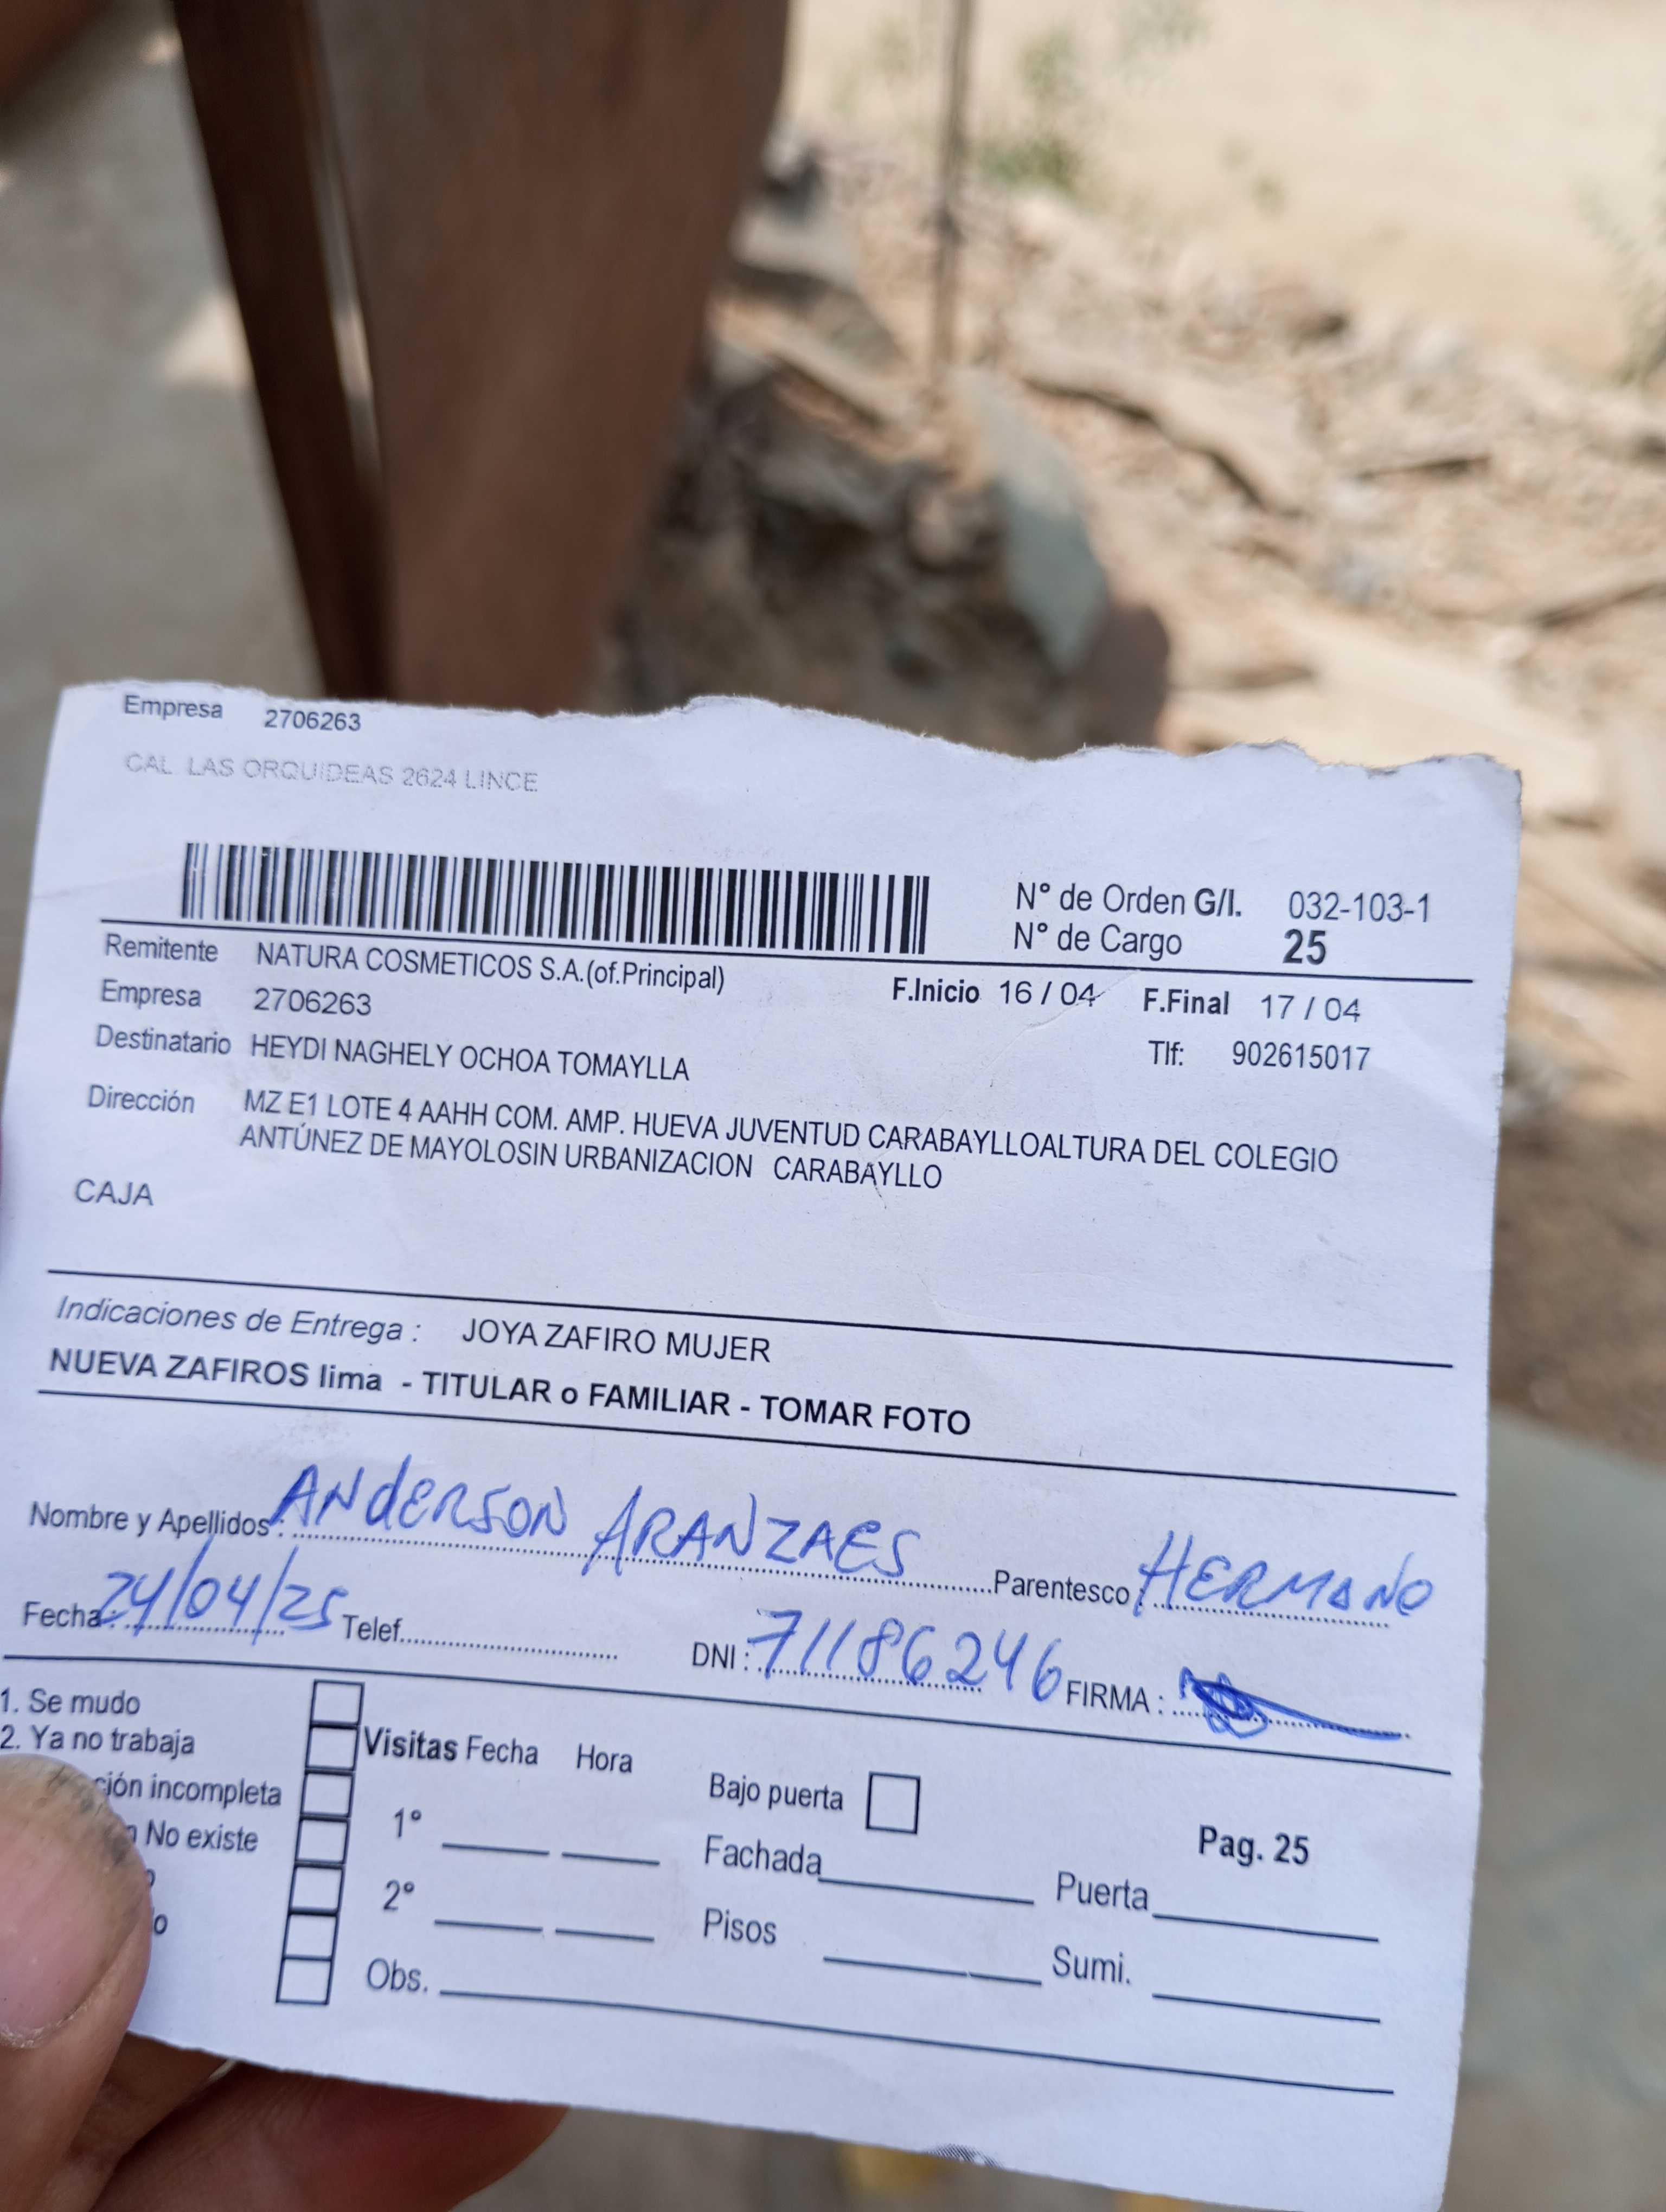 Empresa 2706263
CAL LAS ORQUIDEAS 2624 LINCE
N° de Orden G/I. 032-103-1
N° de Cargo 25
Remitente NATURA COSMETICOS S.A.(of.Principal)
F.Inicio 16 / 04 F.Final 17 / 04
Empresa 2706263
Destinatario HEYDI NAGHELY OCHOA TOMAYLLA Tlf: 902615017
Dirección MZ E1 LOTE 4 AAHH COM. AMP. HUEVA JUVENTUD CARABAYLLOALTURA DEL COLEGIO
ANTÚNEZ DE MAYOLOSIN URBANIZACION CARABAYLLO
CAJA
Indicaciones de Entrega : JOYA ZAFIRO MUJER
NUEVA ZAFIROS lima - TITULAR o FAMILIAR - TOMAR FOTO
Nombre y Apellidos: ANdERSON ARANZAES Parentesco: HERMANO
Fecha: 24/04/25 Telef. DNI: 71186246 FIRMA :
1. Se mudo
2. Ya no trabaja
ción incompleta
No existe
Visitas Fecha Hora
1°
2°
Obs.
Bajo puerta
Fachada
Pisos
Pag. 25
Puerta
Sumi.